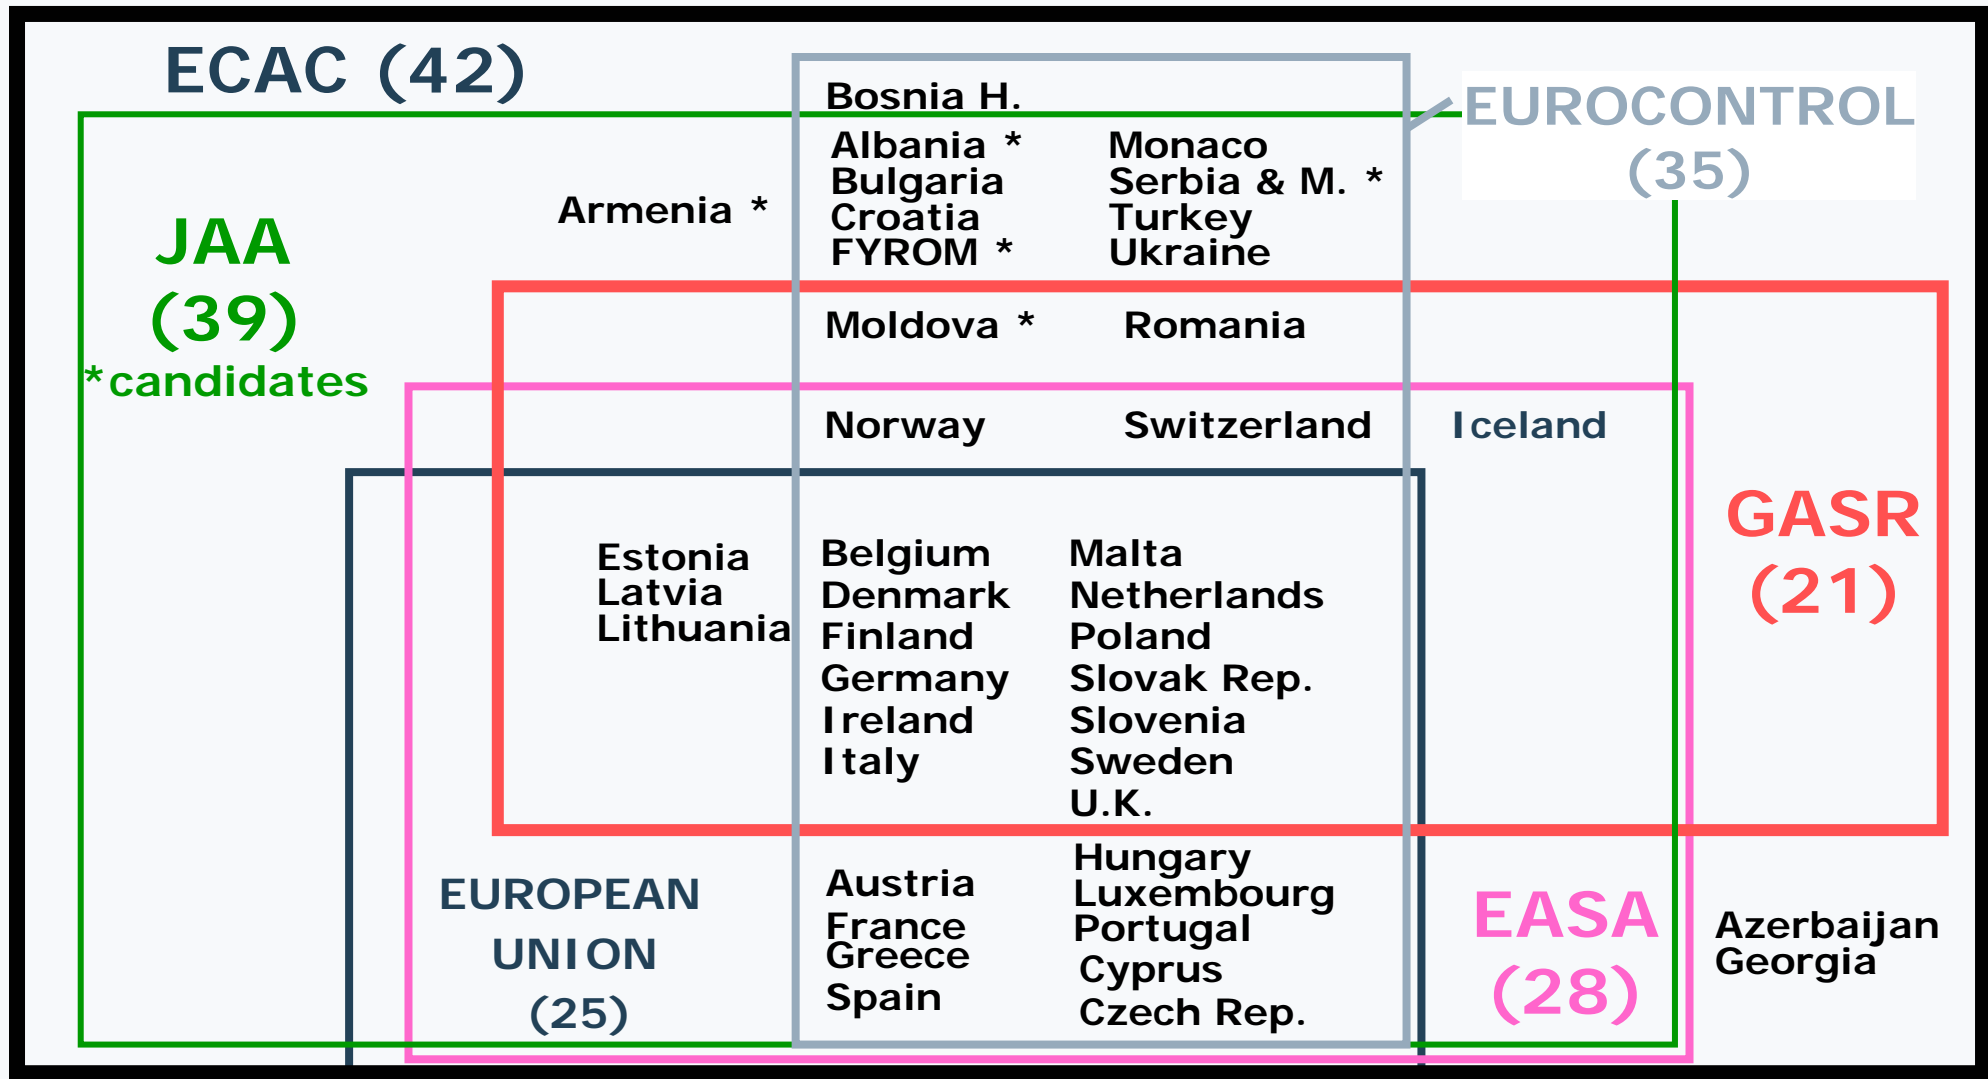 ECAC (42)
EUROCONTROL
(35)
JAA
(39)
*candidates
Bosnia H.
Armenia *
Albania *
Bulgaria
Croatia
FYROM *
Monaco
Serbia & M. *
Turkey
Ukraine
Moldova * Romania
Norway Switzerland Iceland
GASR
(21)
Estonia
Latvia
Lithuania
Belgium
Denmark
Finland
Germany
Ireland
Italy
Malta
Netherlands
Poland
Slovak Rep.
Slovenia
Sweden
U.K.
EUROPEAN
UNION
(25)
Austria
France
Greece
Spain
Hungary
Luxembourg
Portugal
Cyprus
Czech Rep.
EASA
(28)
Azerbaijan
Georgia